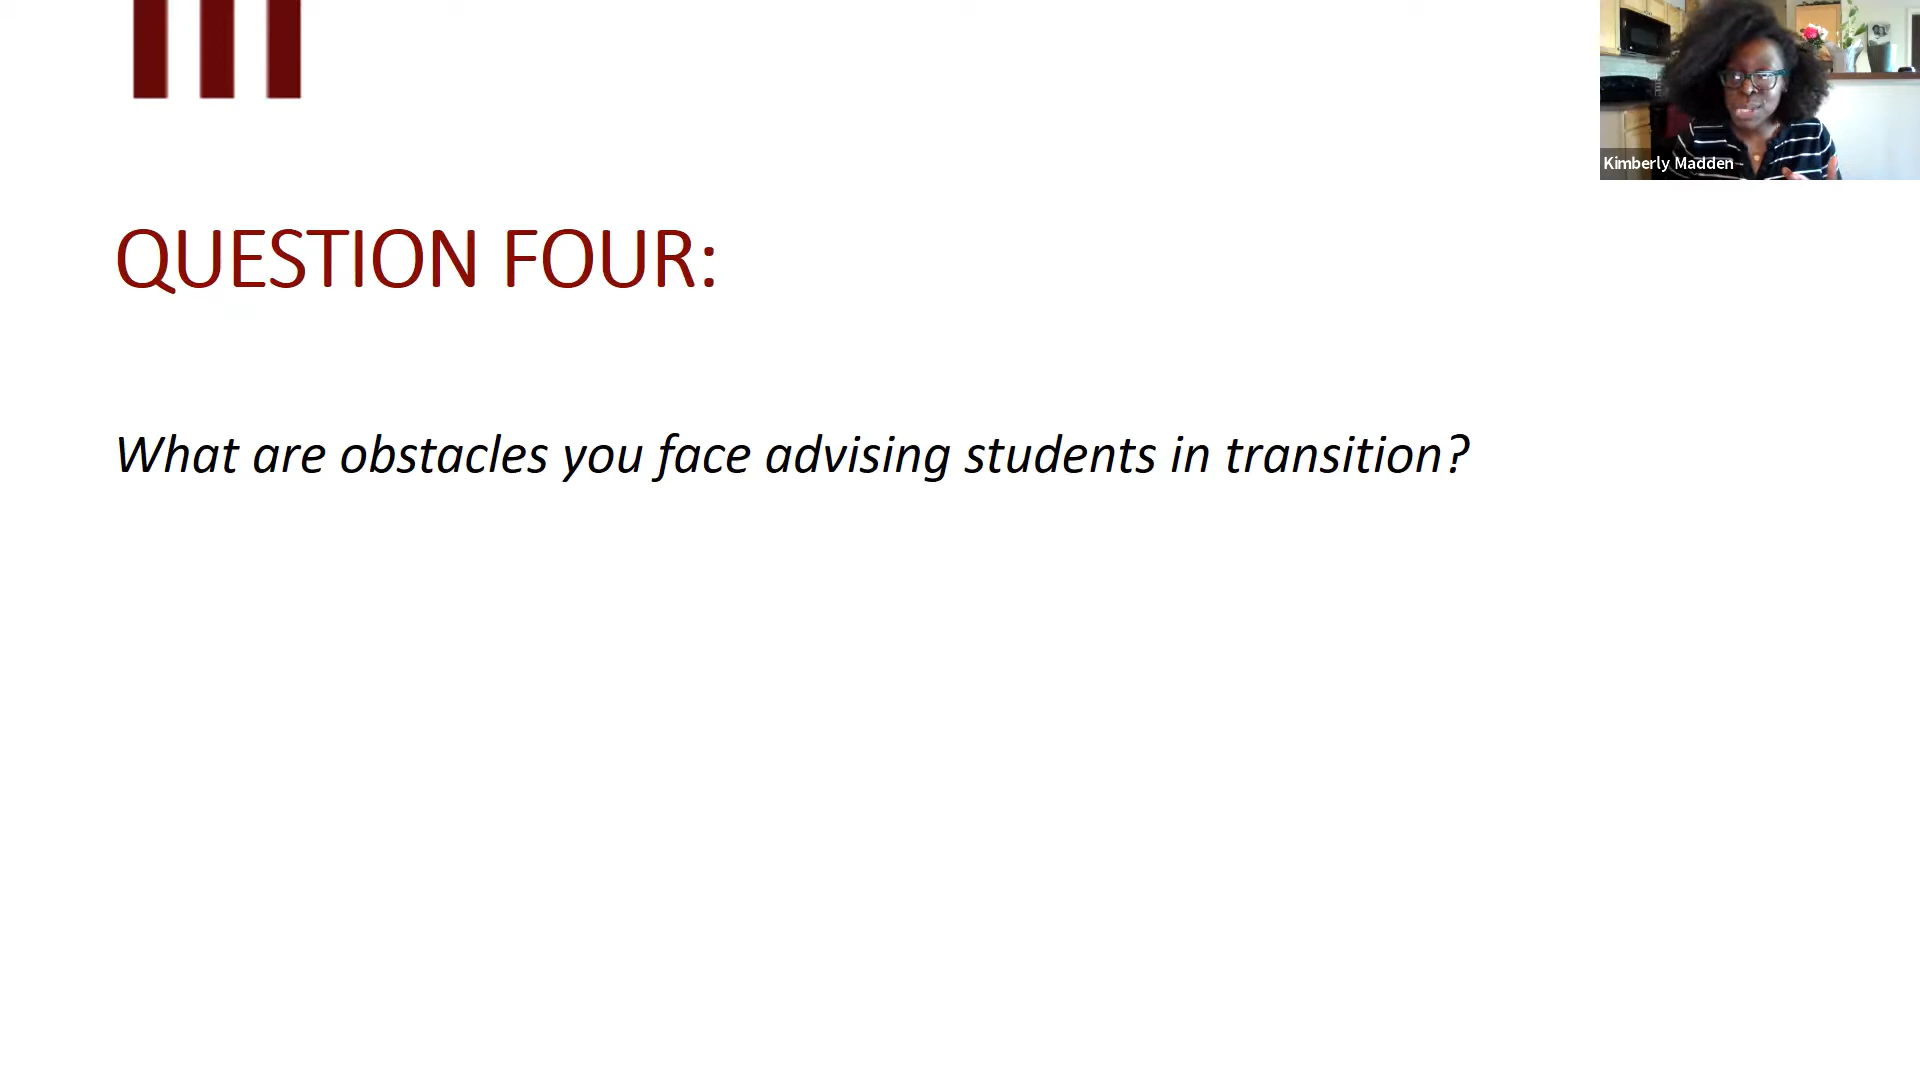 Kimberly Madden
QUESTION FOUR:
What are obstacles you face advising students in transition?